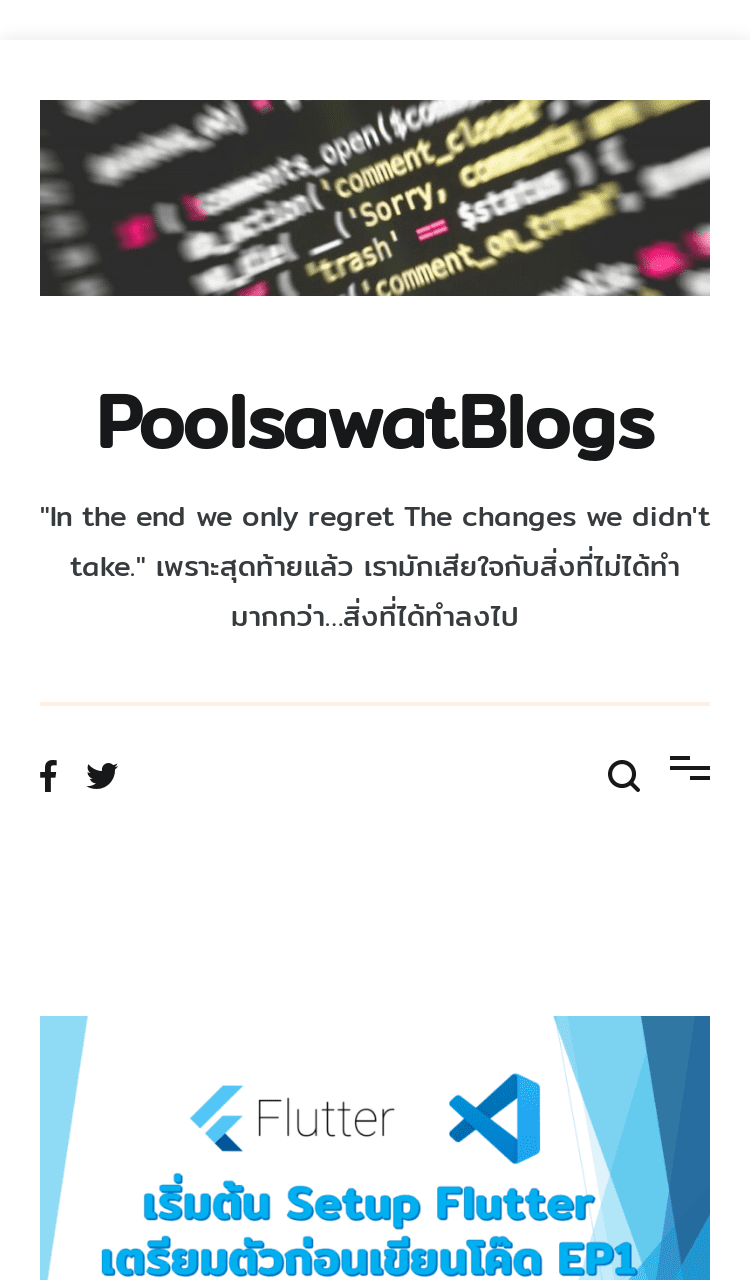 comments_open($com
'comment_closed'
__('Sorry, comments
'trash' = $status ) {
'trash'
'comment_on_trash',
PoolsawatBlogs
"In the end we only regret The changes we didn't
take." เพราะสุดท้ายแล้ว เรามักเสียใจกับสิ่งที่ไม่ได้ทำ
มากกว่า...สิ่งที่ได้ทำลงไป
Flutter
เริ่มต้น Setup Flutter
เตรียมตัวก่อนเขียนโค๊ด EP1